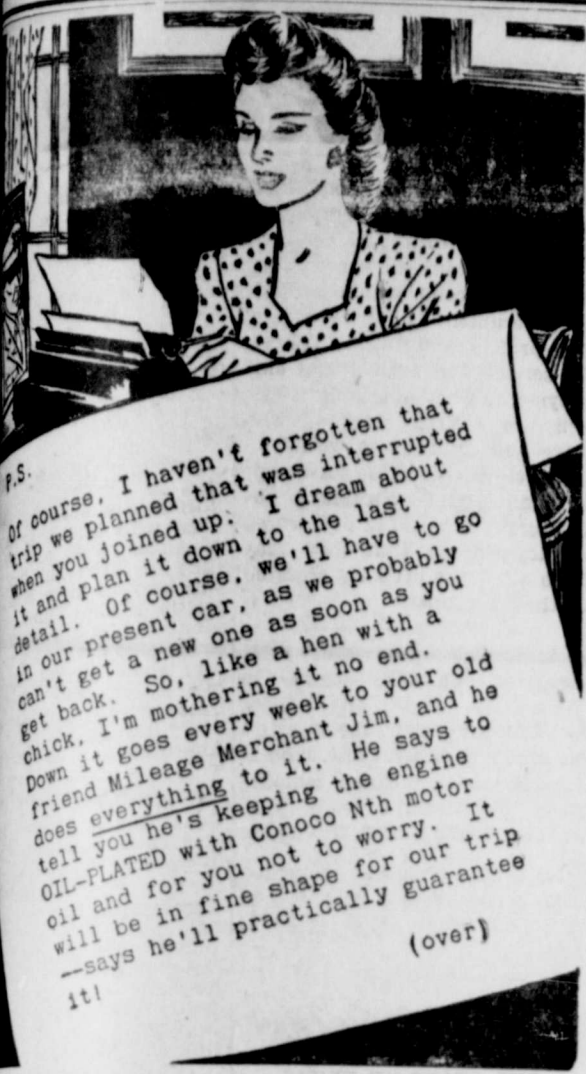 P.S.
Of course, I haven't forgotten that
trip we planned that was interrupted
when you joined up. I dream about
it and plan it down to the last
detail. Of course, we'll have to go
in our present car, as we probably
can't get a new one as soon as you
get back. So, like a hen with a
chick, I'm mothering it no end.
Down it goes every week to your old
friend Mileage Merchant Jim, and he
does everything to it. He says to
tell you he's keeping the engine
OIL-PLATED with Conoco Nth motor
oil and for you not to worry. It
will be in fine shape for our trip
--says he'll practically guarantee
it!
(over)